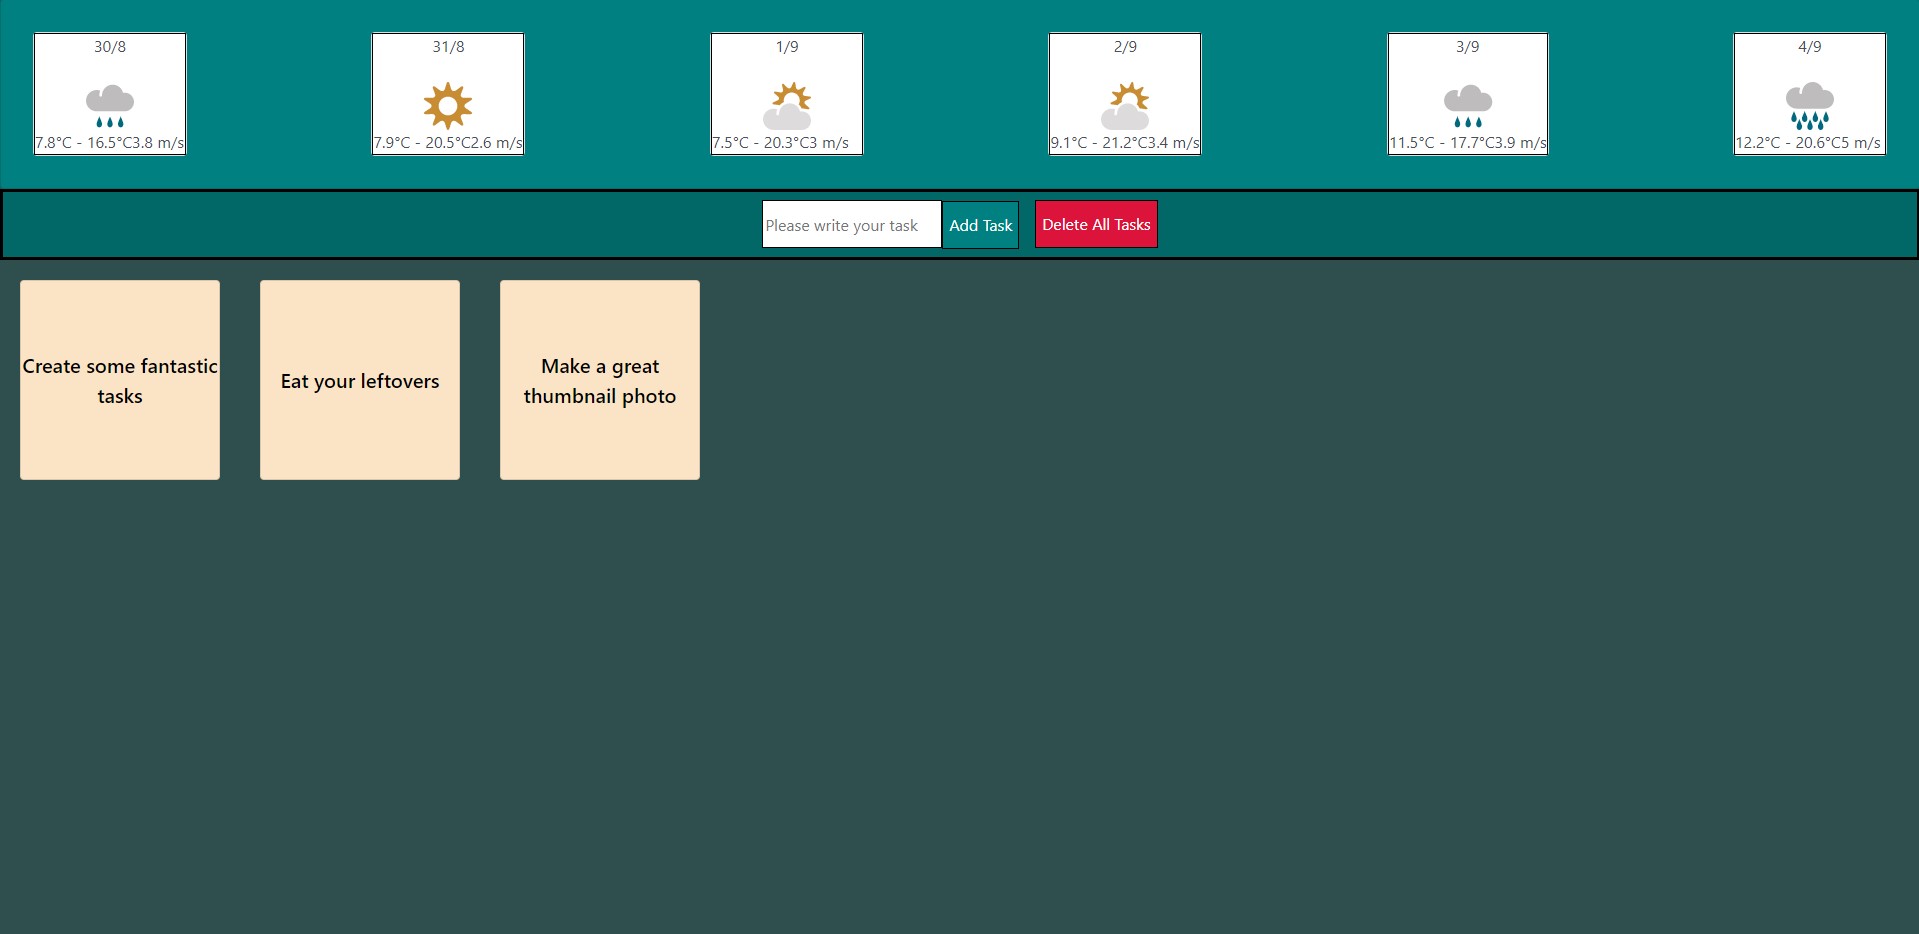 30/8
7.8°C - 16.5°C3.8 m/s
31/8
7.9°C - 20.5°C2.6 m/s
1/9
7.5°C - 20.3°C3 m/s
2/9
9.1°C - 21.2°C3.4 m/s
3/9
11.5°C - 17.7°C3.9 m/s
4/9
12.2°C - 20.6°C5 m/s
Please write your task
Add Task
Delete All Tasks
Create some fantastic
tasks
Eat your leftovers
Make a great
thumbnail photo